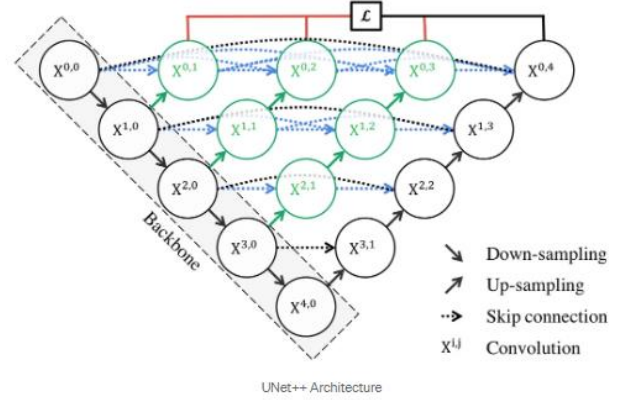 L
X0,0 X0,1 X0,2 X0,3 X0,4
X1,0 X1,1 X1,2 X1,3
X2,0 X2,1 X2,2
X3,0 X3,1
X4,0
Backbone
Down-sampling
Up-sampling
Skip connection
Xi,j Convolution
UNet++ Architecture